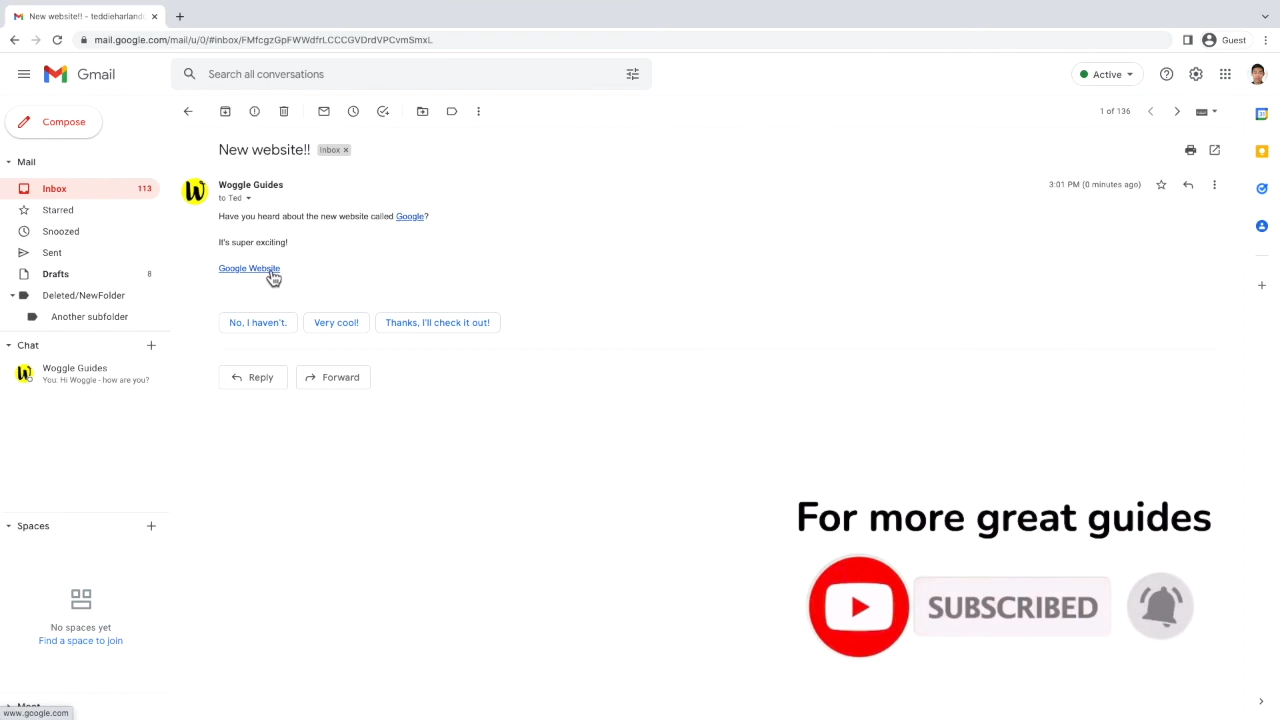 New website!! - teddieharland
mail.google.com/mail/u/0/#inbox/FMfcgzGpFWWdfrLCCCGVDrdVPCvmSmxL
Guest
Gmail
Search all conversations
Active
Compose
1 of 136
Mail
New website!! Inbox ×
Inbox 113
Woggle Guides
3:01 PM (0 minutes ago)
to Ted
Starred
Have you heard about the new website called Google?
Snoozed
It's super exciting!
Sent
Google Website
Drafts 8
Deleted/NewFolder
Another subfolder
No, I haven't.
Very cool!
Thanks, I'll check it out!
Chat
Woggle Guides
You: Hi Woggle - how are you?
Reply
Forward
For more great guides
SUBSCRIBED
Spaces
No spaces yet
Find a space to join
Meet
www.google.com